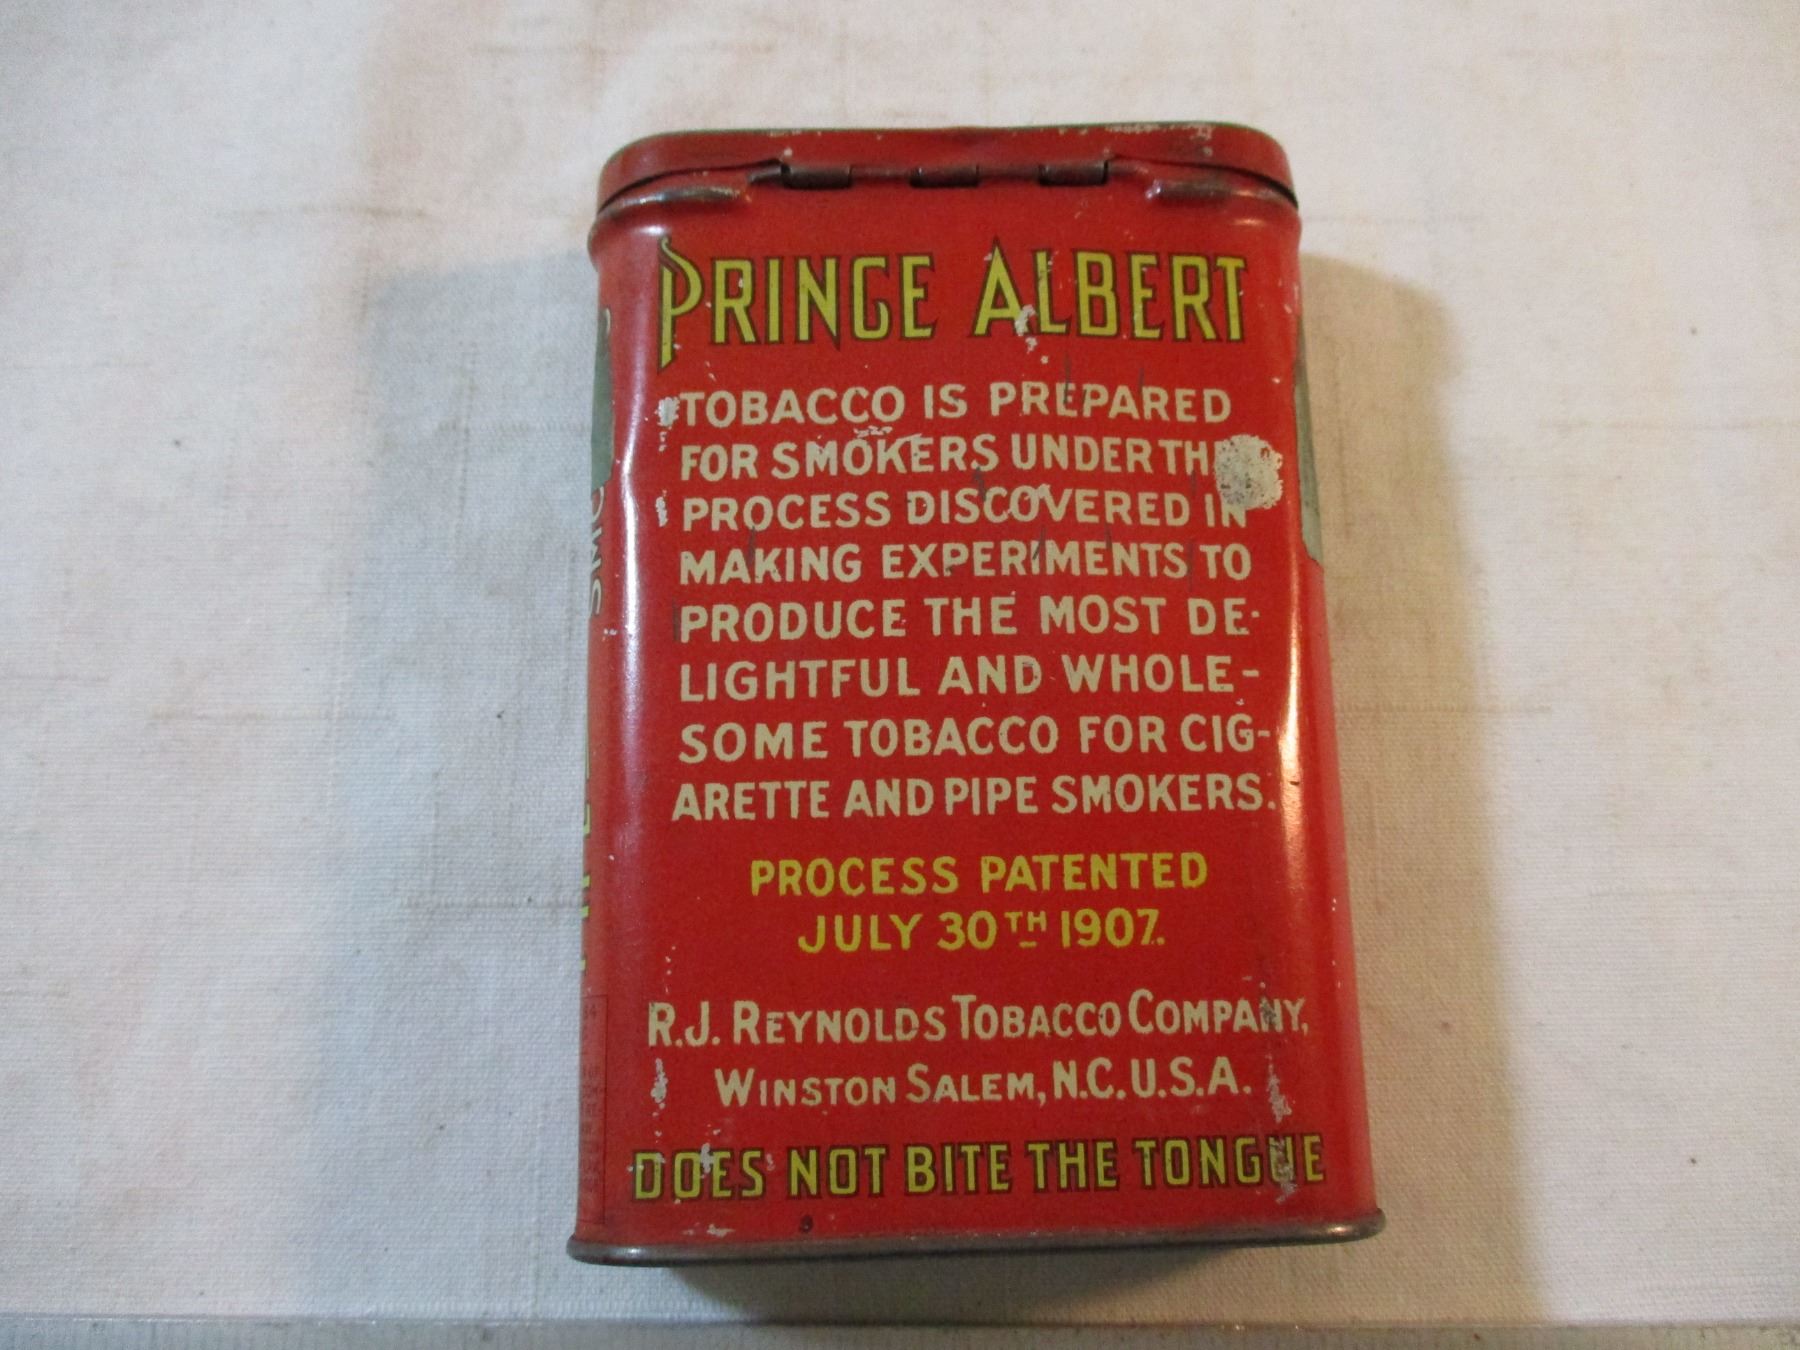 PRINCE ALBERT
TOBACCO IS PREPARED
FOR SMOKERS UNDER TH
PROCESS DISCOVERED IN
MAKING EXPERIMENTS TO
PRODUCE THE MOST DE-
LIGHTFUL AND WHOLE-
SOME TOBACCO FOR CIG-
ARETTE AND PIPE SMOKERS.
PROCESS PATENTED
JULY 30TH 1907.
R.J. REYNOLDS TOBACCO COMPANY,
WINSTON SALEM, N.C. U.S.A.
DOES NOT BITE THE TONGUE